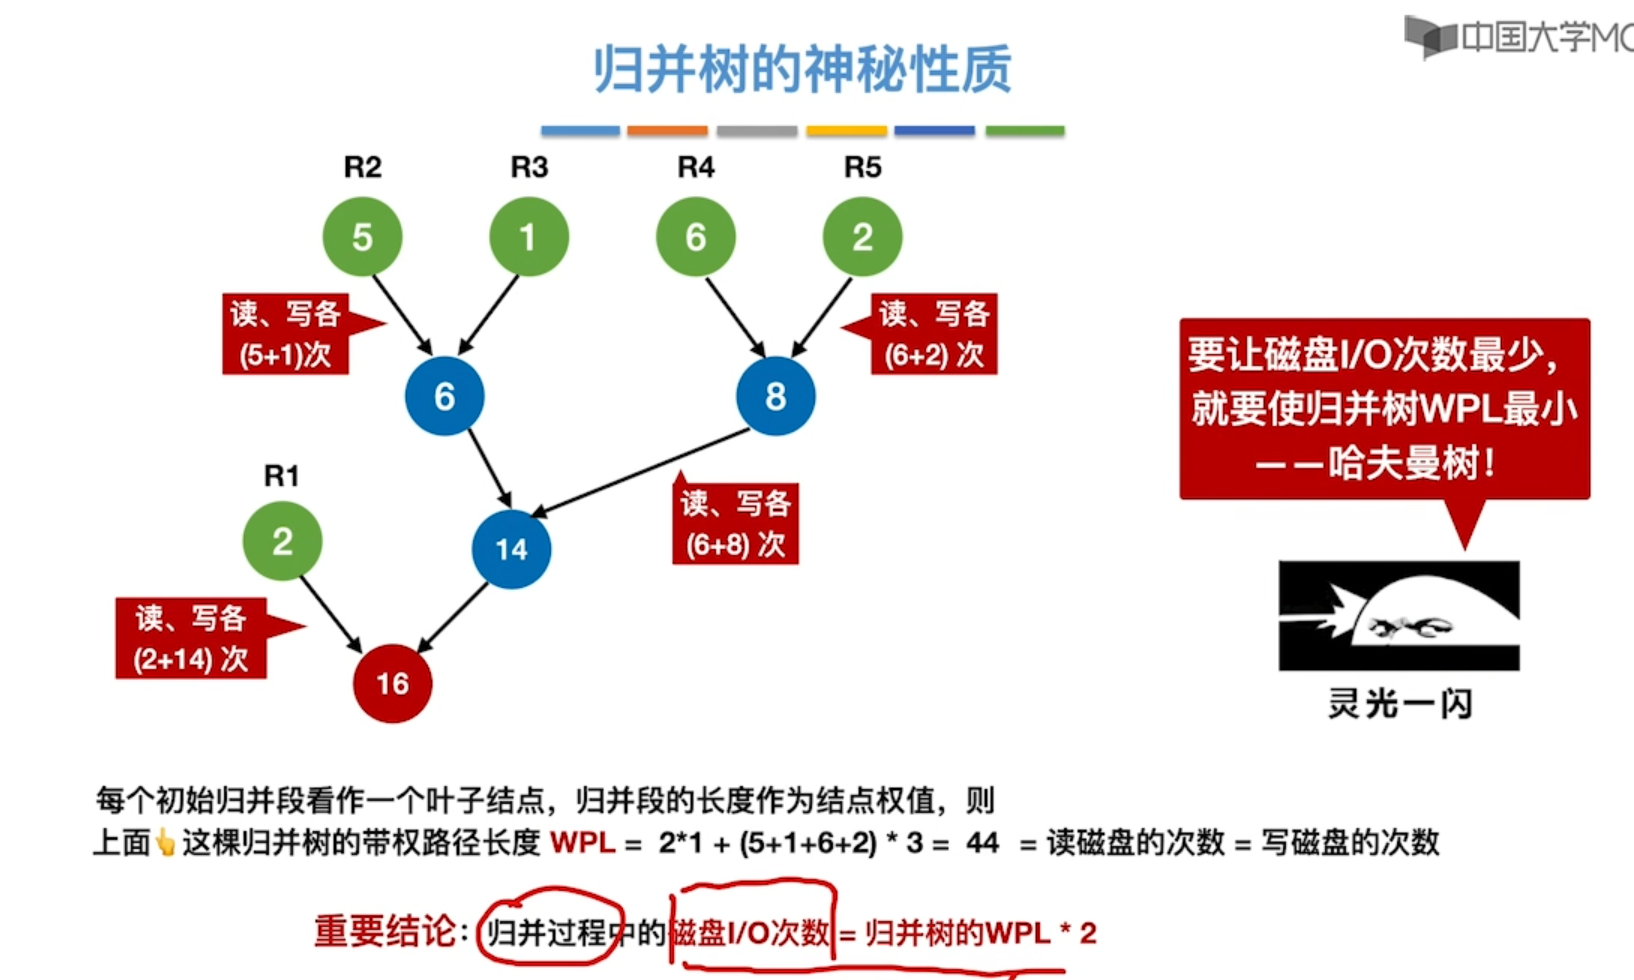 中国大学MO
归并树的神秘性质
R2
R3
R4
R5
5
1
6
2
读、写各
(5+1)次
读、写各
(6+2) 次
6
8
要让磁盘I/O次数最少，
就要使归并树WPL最小
——哈夫曼树！
R1
2
14
读、写各
(6+8) 次
读、写各
(2+14) 次
16
灵光一闪
每个初始归并段看作一个叶子结点，归并段的长度作为结点权值，则
上面👆这棵归并树的带权路径长度 WPL = 2*1 + (5+1+6+2) * 3 = 44 = 读磁盘的次数 = 写磁盘的次数
重要结论：归并过程中的磁盘I/O次数 = 归并树的WPL * 2